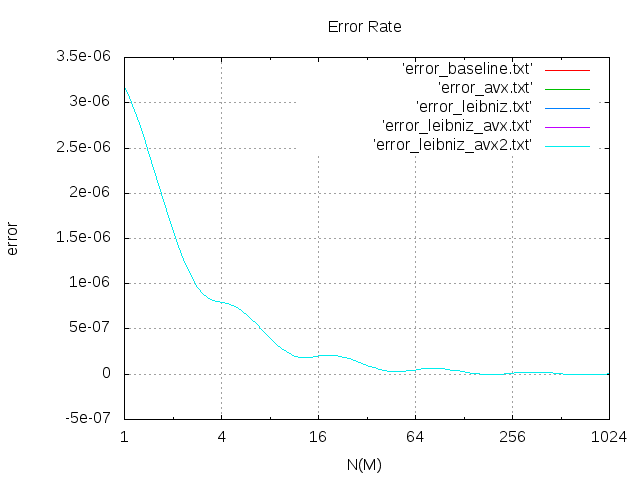 Error Rate
3.5e-06
3e-06
2.5e-06
2e-06
1.5e-06
1e-06
5e-07
0
-5e-07
error
'error_baseline.txt'
'error_avx.txt'
'error_leibniz.txt'
'error_leibniz_avx.txt'
'error_leibniz_avx2.txt'
1 4 16 64 256 1024
N(M)